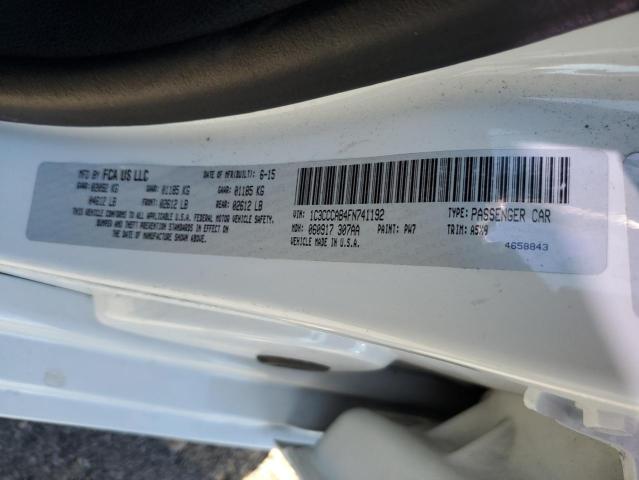 MFD BY FCA US LLC
DATE OF MFR(BUILT): 6-15
GVWR: 02092 KG
GAWR: 01185 KG
GAWR: 01185 KG
04612 LB
FRONT: 02612 LB
REAR: 02612 LB
THIS VEHICLE CONFORMS TO ALL APPLICABLE U.S.A. FEDERAL MOTOR VEHICLE SAFETY,
BUMPER AND THEFT PREVENTION STANDARDS IN EFFECT ON THE
DATE OF MANUFACTURE SHOWN ABOVE.
VIN: 1C3CCCAB4FN741192
TYPE: PASSENGER CAR
MDH: 060917 307AA
PAINT: PW7
TRIM: A5X9
VEHICLE MADE IN U.S.A.
4658843